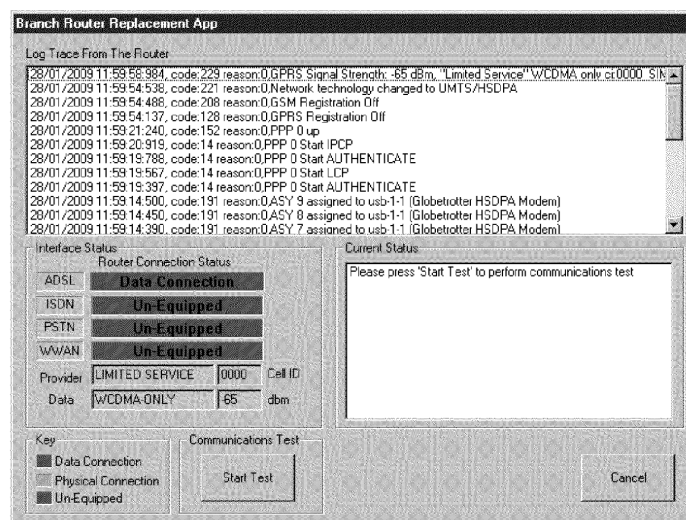 Branch Router Replacement App
Log Trace From The Router
28/01/2009 11:59:58:984, code:229 reason:0,GPRS Signal Strength: -65 dBm, "Limited Service" WCDMA only ci:0000 SIM
28/01/2009 11:59:54:538, code:221 reason:0,Network technology changed to UMTS/HSDPA
28/01/2009 11:59:54:488, code:208 reason:0,GSM Registration Off
28/01/2009 11:59:54:137, code:128 reason:0,GPRS Registration Off
28/01/2009 11:59:21:240, code:152 reason:0,PPP 0 up
28/01/2009 11:59:20:919, code:14 reason:0,PPP 0 Start IPCP
28/01/2009 11:59:19:788, code:14 reason:0,PPP 0 Start AUTHENTICATE
28/01/2009 11:59:19:567, code:14 reason:0,PPP 0 Start LCP
28/01/2009 11:59:19:397, code:14 reason:0,PPP 0 Start AUTHENTICATE
28/01/2009 11:59:14:500, code:191 reason:0,ASY 9 assigned to usb-1-1 (Globetrotter HSDPA Modem)
28/01/2009 11:59:14:450, code:191 reason:0,ASY 8 assigned to usb-1-1 (Globetrotter HSDPA Modem)
28/01/2009 11:59:14:390, code:191 reason:0,ASY 7 assigned to usb-1-1 (Globetrotter HSDPA Modem)
Interface Status
Router Connection Status
ADSL Data Connection
ISDN Un-Equipped
PSTN Un-Equipped
WWAN Un-Equipped
Provider LIMITED SERVICE 0000 Cell ID
Data WCDMA-ONLY -65 dbm
Current Status
Please press 'Start Test' to perform communications test
Key
Data Connection
Physical Connection
Un-Equipped
Communications Test
Start Test
Cancel